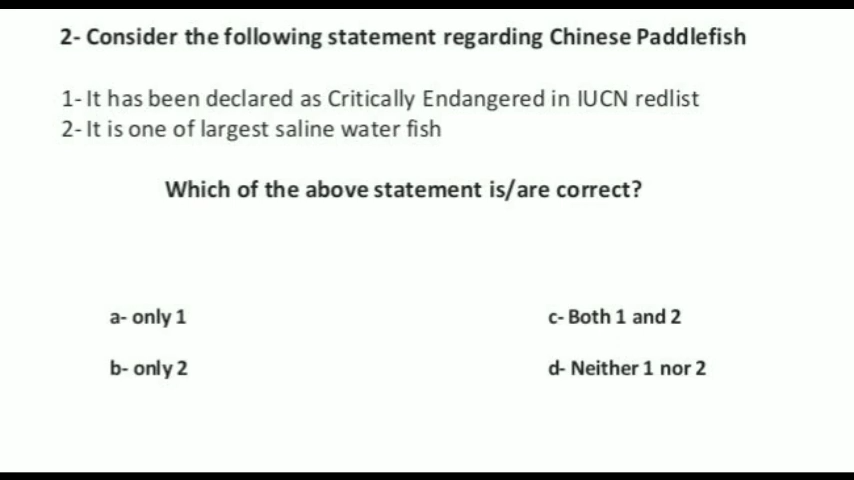 2- Consider the following statement regarding Chinese Paddlefish
1- It has been declared as Critically Endangered in IUCN redlist
2- It is one of largest saline water fish
Which of the above statement is/are correct?
a- only 1
c- Both 1 and 2
b- only 2
d- Neither 1 nor 2